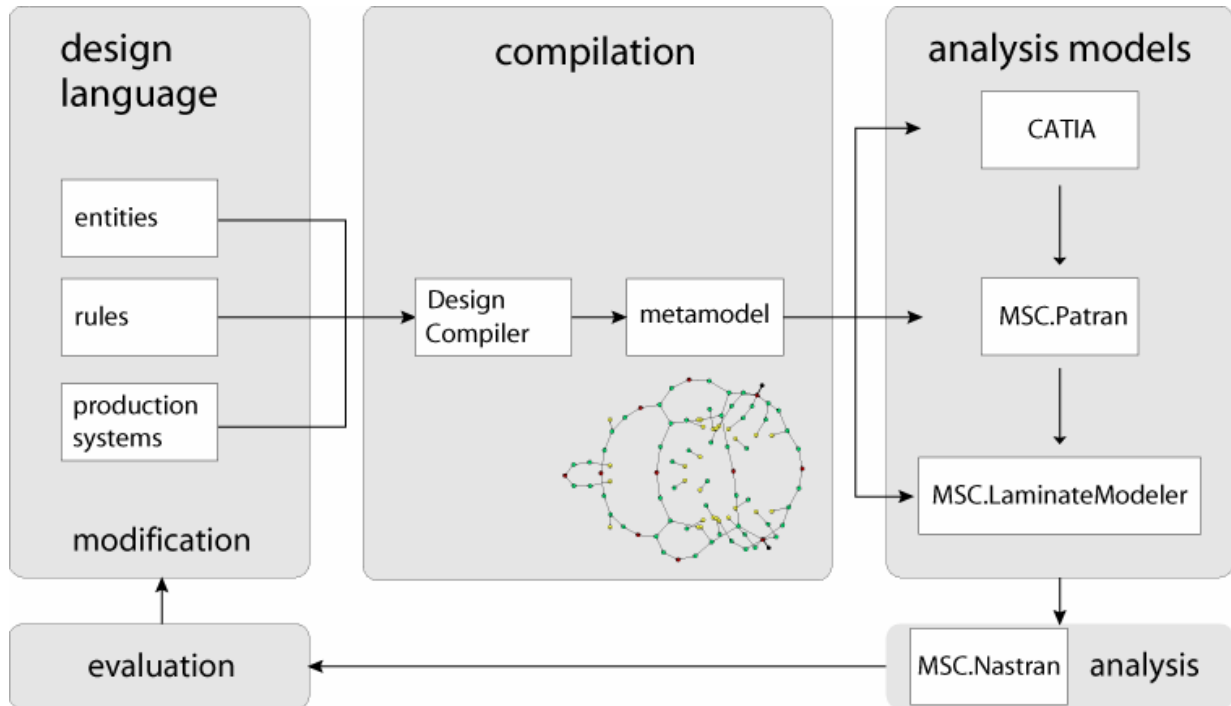 design
language
entities
rules
production
systems
modification
compilation
Design
Compiler
metamodel
analysis models
CATIA
MSC.Patran
MSC.LaminateModeler
evaluation
MSC.Nastran
analysis